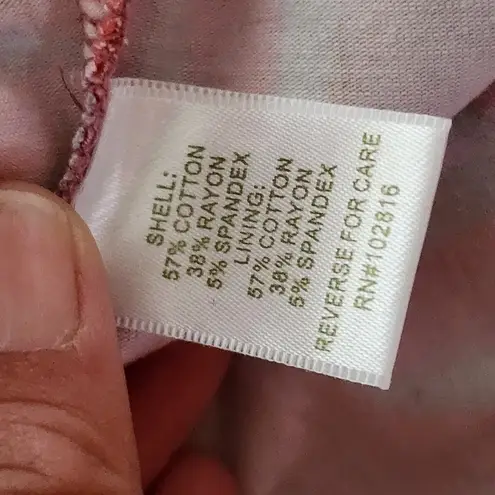 SHELL:
57% COTTON
38% RAYON
5% SPANDEX
LINING:
57% COTTON
38% RAYON
5% SPANDEX
REVERSE FOR CARE
RN#102816